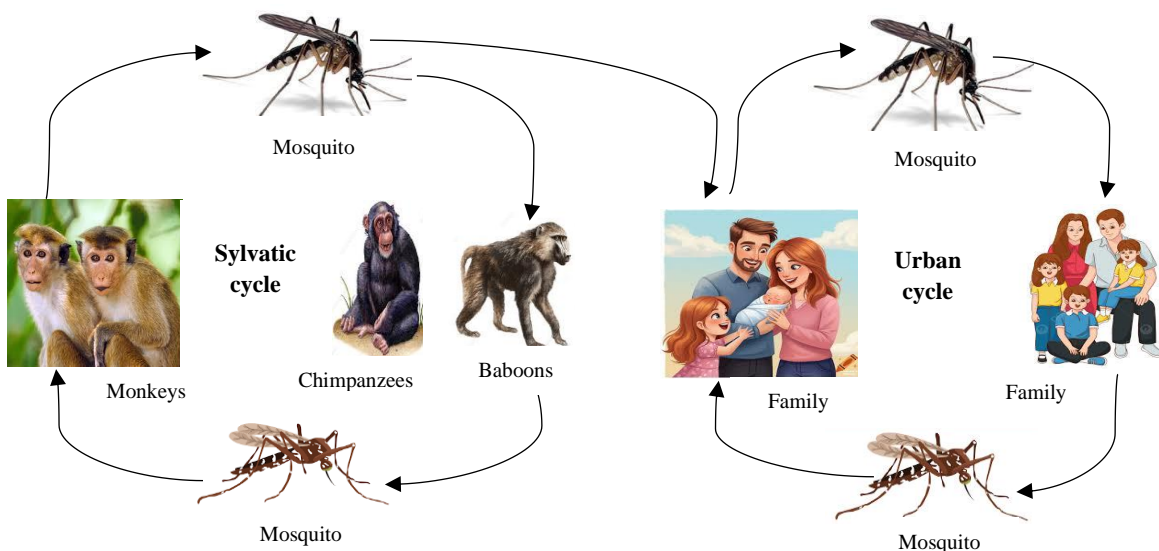 Mosquito
Mosquito
Sylvatic
cycle
Urban
cycle
Monkeys
Chimpanzees
Baboons
Family
Family
Mosquito
Mosquito